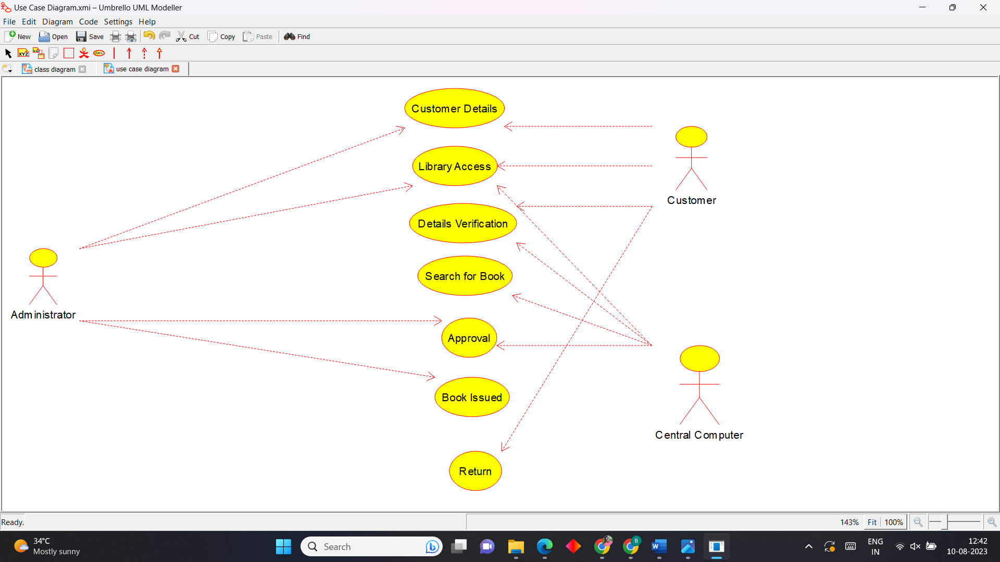 Use Case Diagram.xmi – Umbrello UML Modeller
File Edit Diagram Code Settings Help
New Open Save Cut Copy Paste Find
XYZ XYZ ABC
class diagram use case diagram
Customer Details
Library Access
Customer
Details Verification
Search for Book
Administrator
Approval
Book Issued
Central Computer
Return
Ready. 143% Fit 100%
34°C
Mostly sunny
Search
B
W
ENG
IN
12:42
10-08-2023